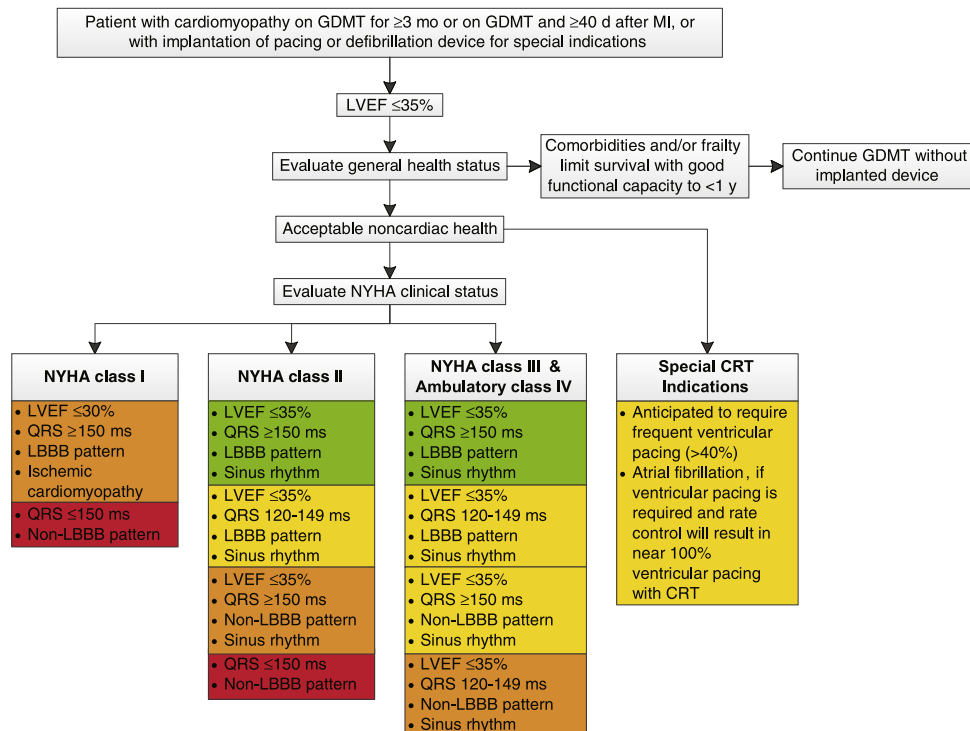 Patient with cardiomyopathy on GDMT for ≥3 mo or on GDMT and ≥40 d after MI, or
with implantation of pacing or defibrillation device for special indications
LVEF ≤35%
Evaluate general health status
Comorbidities and/or frailty
limit survival with good
functional capacity to <1 y
Continue GDMT without
implanted device
Acceptable noncardiac health
Evaluate NYHA clinical status
NYHA class I
• LVEF ≤30%
• QRS ≥150 ms
• LBBB pattern
• Ischemic
cardiomyopathy
• QRS ≤150 ms
• Non-LBBB pattern
NYHA class II
• LVEF ≤35%
• QRS ≥150 ms
• LBBB pattern
• Sinus rhythm
• LVEF ≤35%
• QRS 120-149 ms
• LBBB pattern
• Sinus rhythm
• LVEF ≤35%
• QRS ≥150 ms
• Non-LBBB pattern
• Sinus rhythm
• QRS ≤150 ms
• Non-LBBB pattern
NYHA class III &
Ambulatory class IV
• LVEF ≤35%
• QRS ≥150 ms
• LBBB pattern
• Sinus rhythm
• LVEF ≤35%
• QRS 120-149 ms
• LBBB pattern
• Sinus rhythm
• LVEF ≤35%
• QRS ≥150 ms
• Non-LBBB pattern
• Sinus rhythm
• LVEF ≤35%
• QRS 120-149 ms
• Non-LBBB pattern
• Sinus rhythm
Special CRT
Indications
• Anticipated to require
frequent ventricular
pacing (>40%)
• Atrial fibrillation, if
ventricular pacing is
required and rate
control will result in
near 100%
ventricular pacing
with CRT